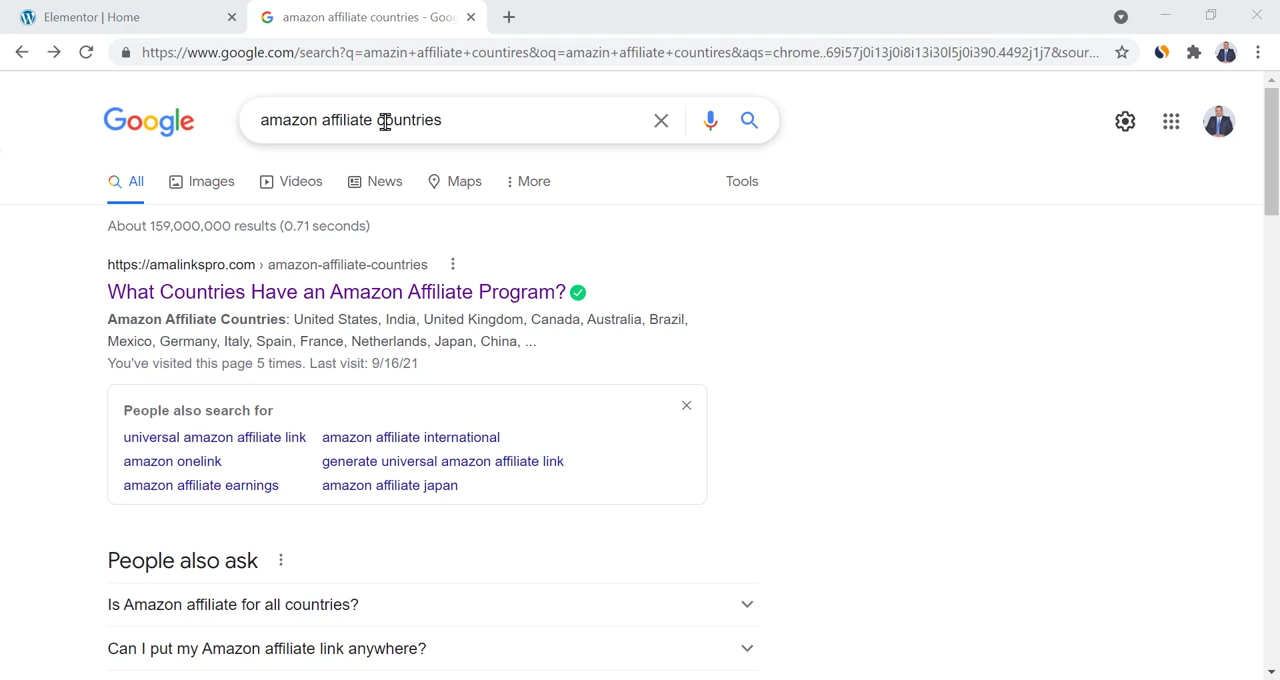 Elementor | Home
amazon affiliate countries - Goo
https://www.google.com/search?q=amazin+affiliate+countires&oq=amazin+affiliate+countires&aqs=chrome..69i57j0i13j0i8i13i30l5j0i390.4492j1j7&sour...
Google
amazon affiliate countries
All Images Videos News Maps More Tools
About 159,000,000 results (0.71 seconds)
https://amalinkspro.com › amazon-affiliate-countries
What Countries Have an Amazon Affiliate Program?
Amazon Affiliate Countries: United States, India, United Kingdom, Canada, Australia, Brazil,
Mexico, Germany, Italy, Spain, France, Netherlands, Japan, China, ...
You've visited this page 5 times. Last visit: 9/16/21
People also search for
universal amazon affiliate link amazon affiliate international
amazon onelink generate universal amazon affiliate link
amazon affiliate earnings amazon affiliate japan
People also ask
Is Amazon affiliate for all countries?
Can I put my Amazon affiliate link anywhere?